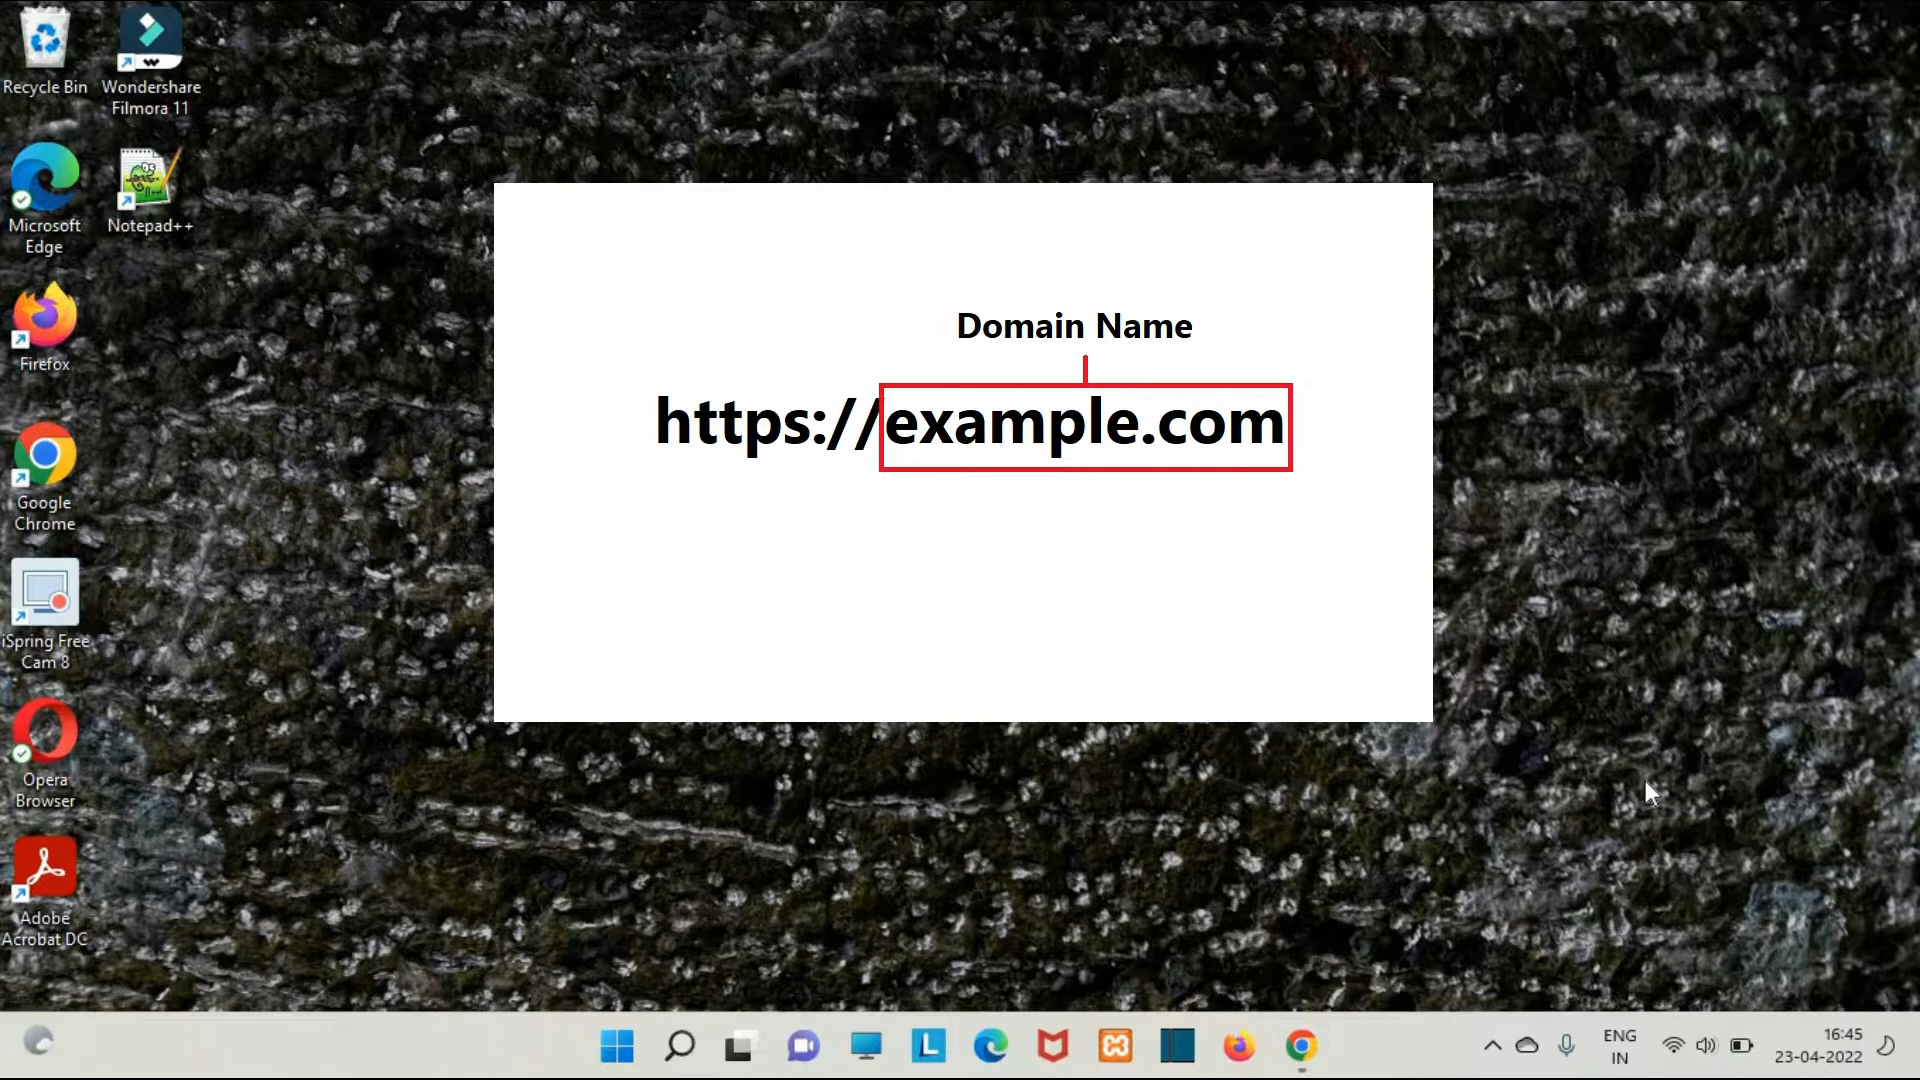 Recycle Bin
Wondershare
Filmora 11
Microsoft
Edge
Notepad++
Firefox
Google
Chrome
iSpring Free
Cam 8
Opera
Browser
Adobe
Acrobat DC
Domain Name
https://example.com
L
ENG
IN
16:45
23-04-2022